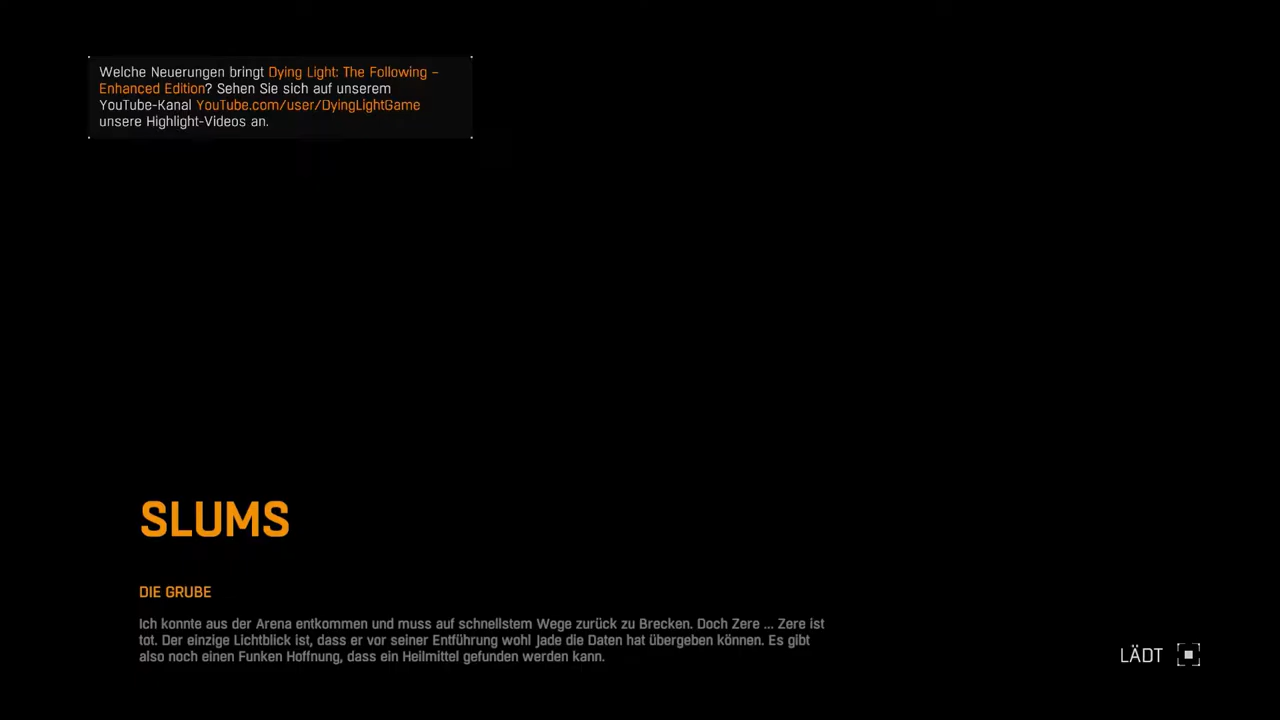 Welche Neuerungen bringt Dying Light: The Following –
Enhanced Edition? Sehen Sie sich auf unserem
YouTube-Kanal YouTube.com/user/DyingLightGame
unsere Highlight-Videos an.
SLUMS
DIE GRUBE
Ich konnte aus der Arena entkommen und muss auf schnellstem Wege zurück zu Brecken. Doch Zere ... Zere ist
tot. Der einzige Lichtblick ist, dass er vor seiner Entführung wohl Jade die Daten hat übergeben können. Es gibt
also noch einen Funken Hoffnung, dass ein Heilmittel gefunden werden kann.
LÄDT